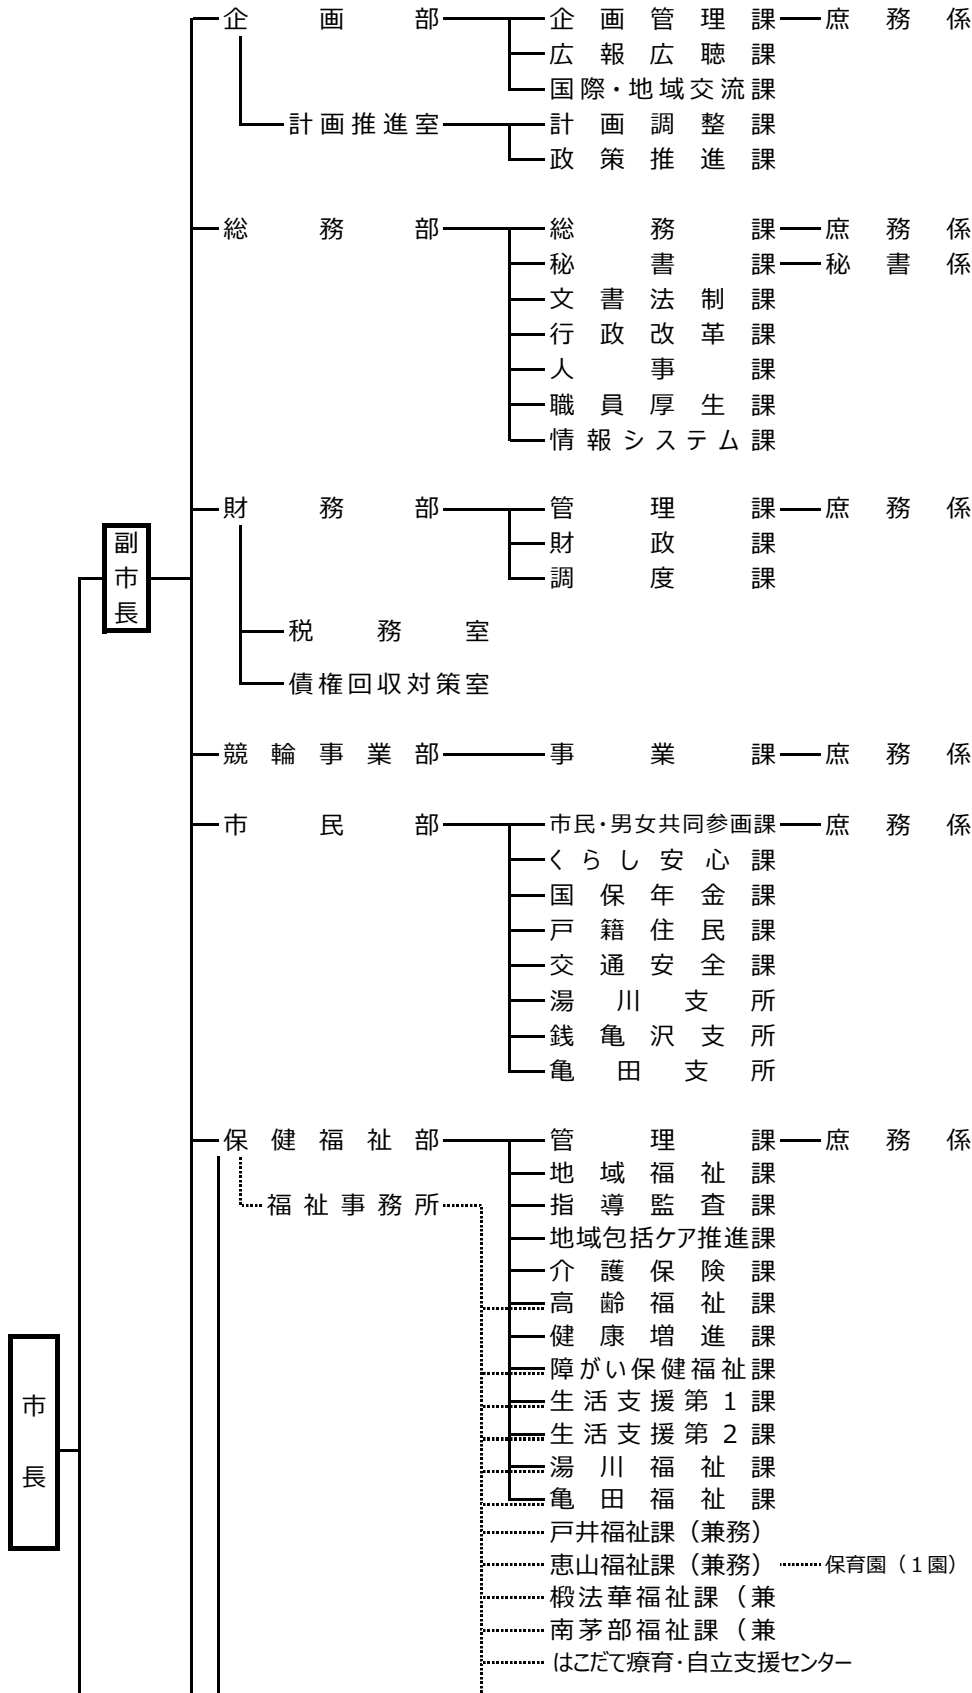 企画部 企画管理課 庶務係
広報広聴課
国際・地域交流課
計画推進室 計画調整課
政策推進課
総務部 総務課 庶務係
秘書課 秘書係
文書法制課
行政改革課
人事課
職員厚生課
情報システム課
財務部 管理課 庶務係
財政課
調度課
副市長
税務室
債権回収対策室
競輪事業部 事業課 庶務係
市民部 市民・男女共同参画課 庶務係
くらし安心課
国保年金課
戸籍住民課
交通安全課
湯川支所
銭亀沢支所
亀田支所
保健福祉部 管理課 庶務係
地域福祉課
福祉事務所 指導監査課
地域包括ケア推進課
介護保険課
高齢福祉課
健康増進課
障がい保健福祉課
生活支援第1課
生活支援第2課
湯川福祉課
亀田福祉課
市長
戸井福祉課（兼務）
恵山福祉課（兼務） 保育園（１園）
椴法華福祉課（兼
南茅部福祉課（兼
はこだて療育・自立支援センター